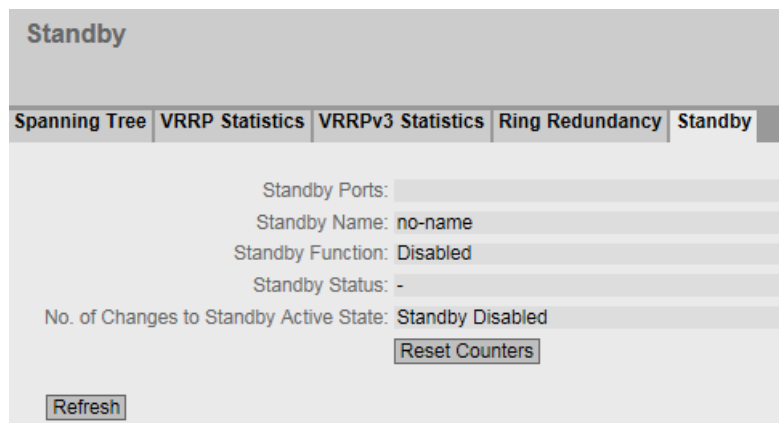 Standby
Spanning Tree VRRP Statistics VRRPv3 Statistics Ring Redundancy Standby
Standby Ports:
Standby Name: no-name
Standby Function: Disabled
Standby Status: -
No. of Changes to Standby Active State: Standby Disabled
Reset Counters
Refresh